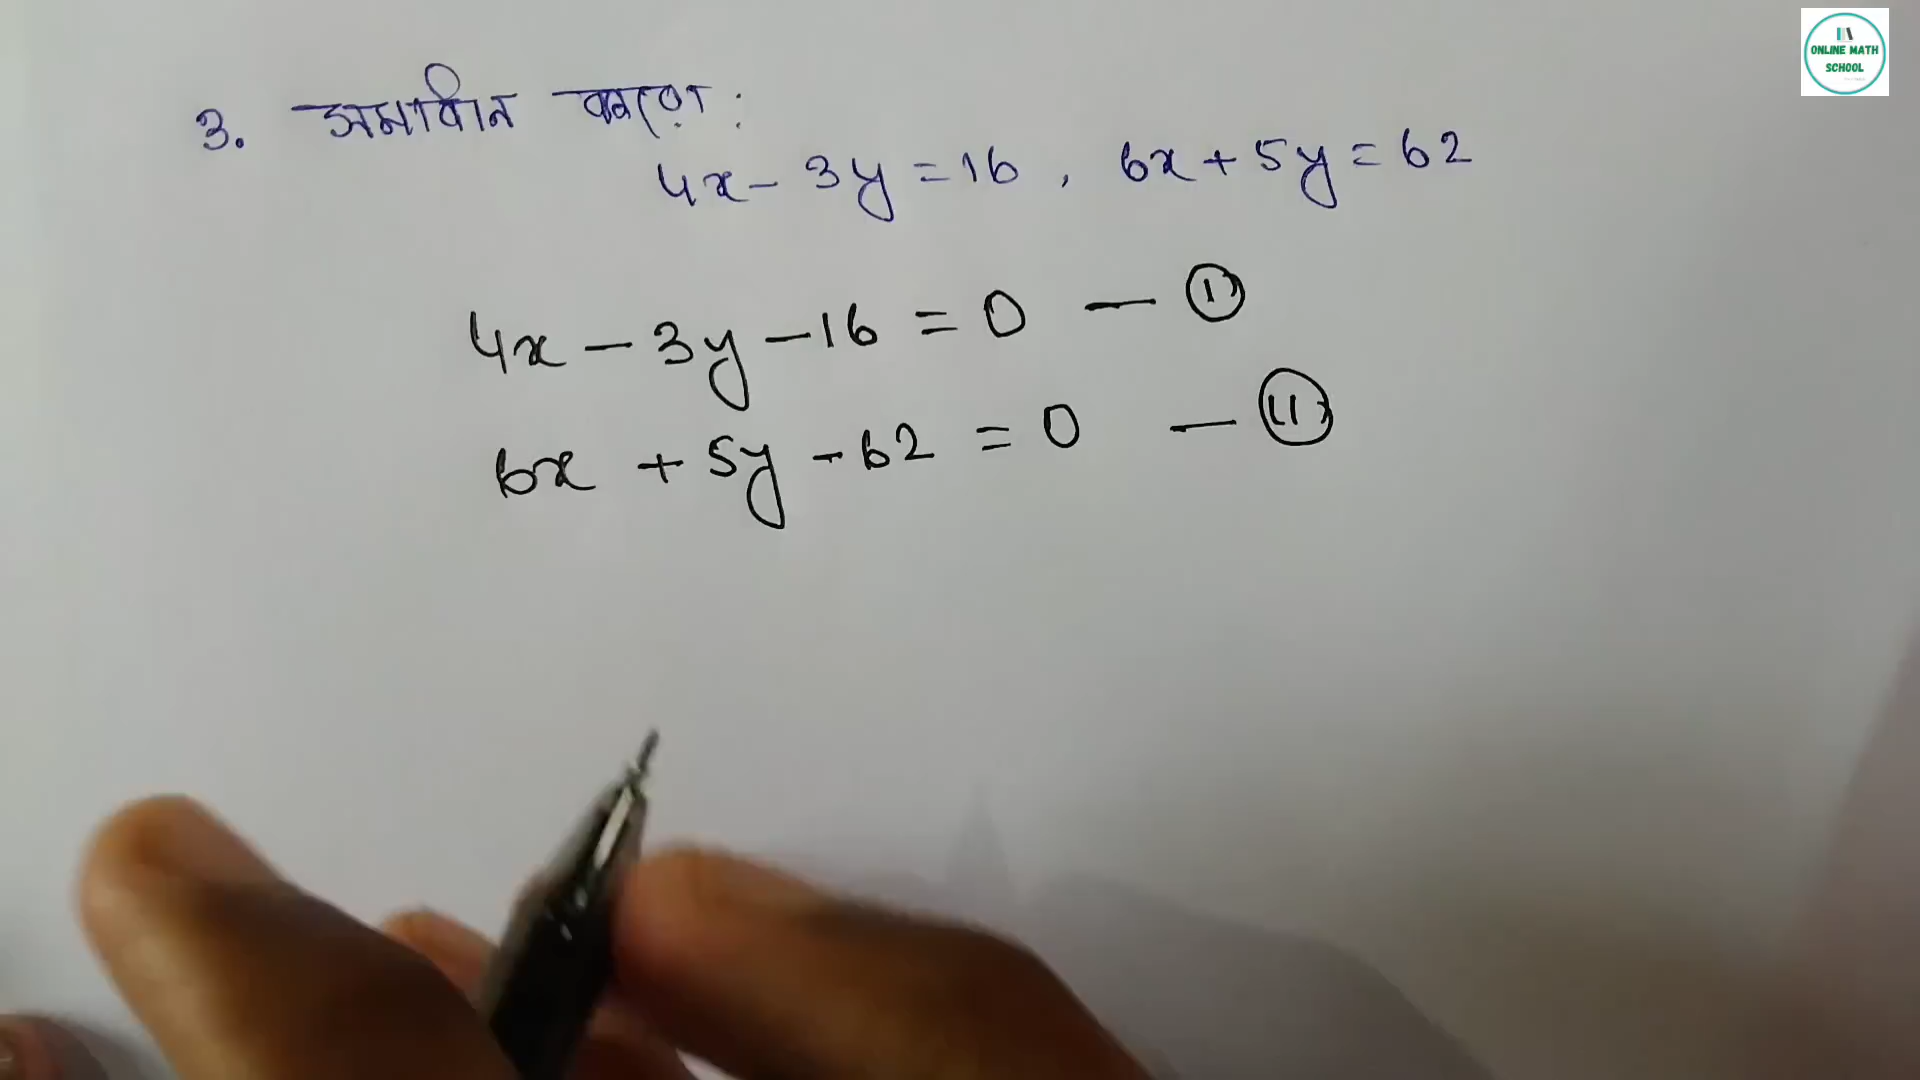 3. সমাধান করো:
4x - 3y = 16 , 6x + 5y = 62
4x - 3y - 16 = 0 — (i)
6x + 5y - 62 = 0 — (ii)
ONLINE MATH
SCHOOL